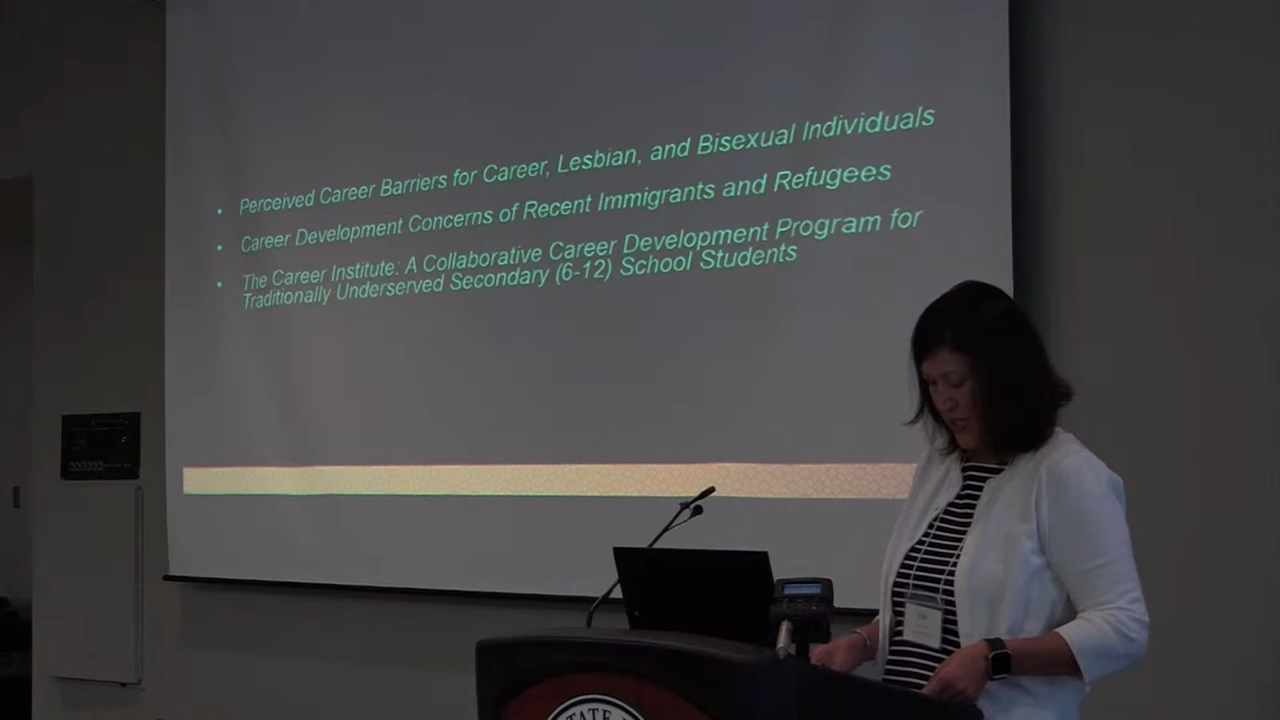 • Perceived Career Barriers for Career, Lesbian, and Bisexual Individuals
• Career Development Concerns of Recent Immigrants and Refugees
• The Career Institute: A Collaborative Career Development Program for
Traditionally Underserved Secondary (6-12) School Students
STATE